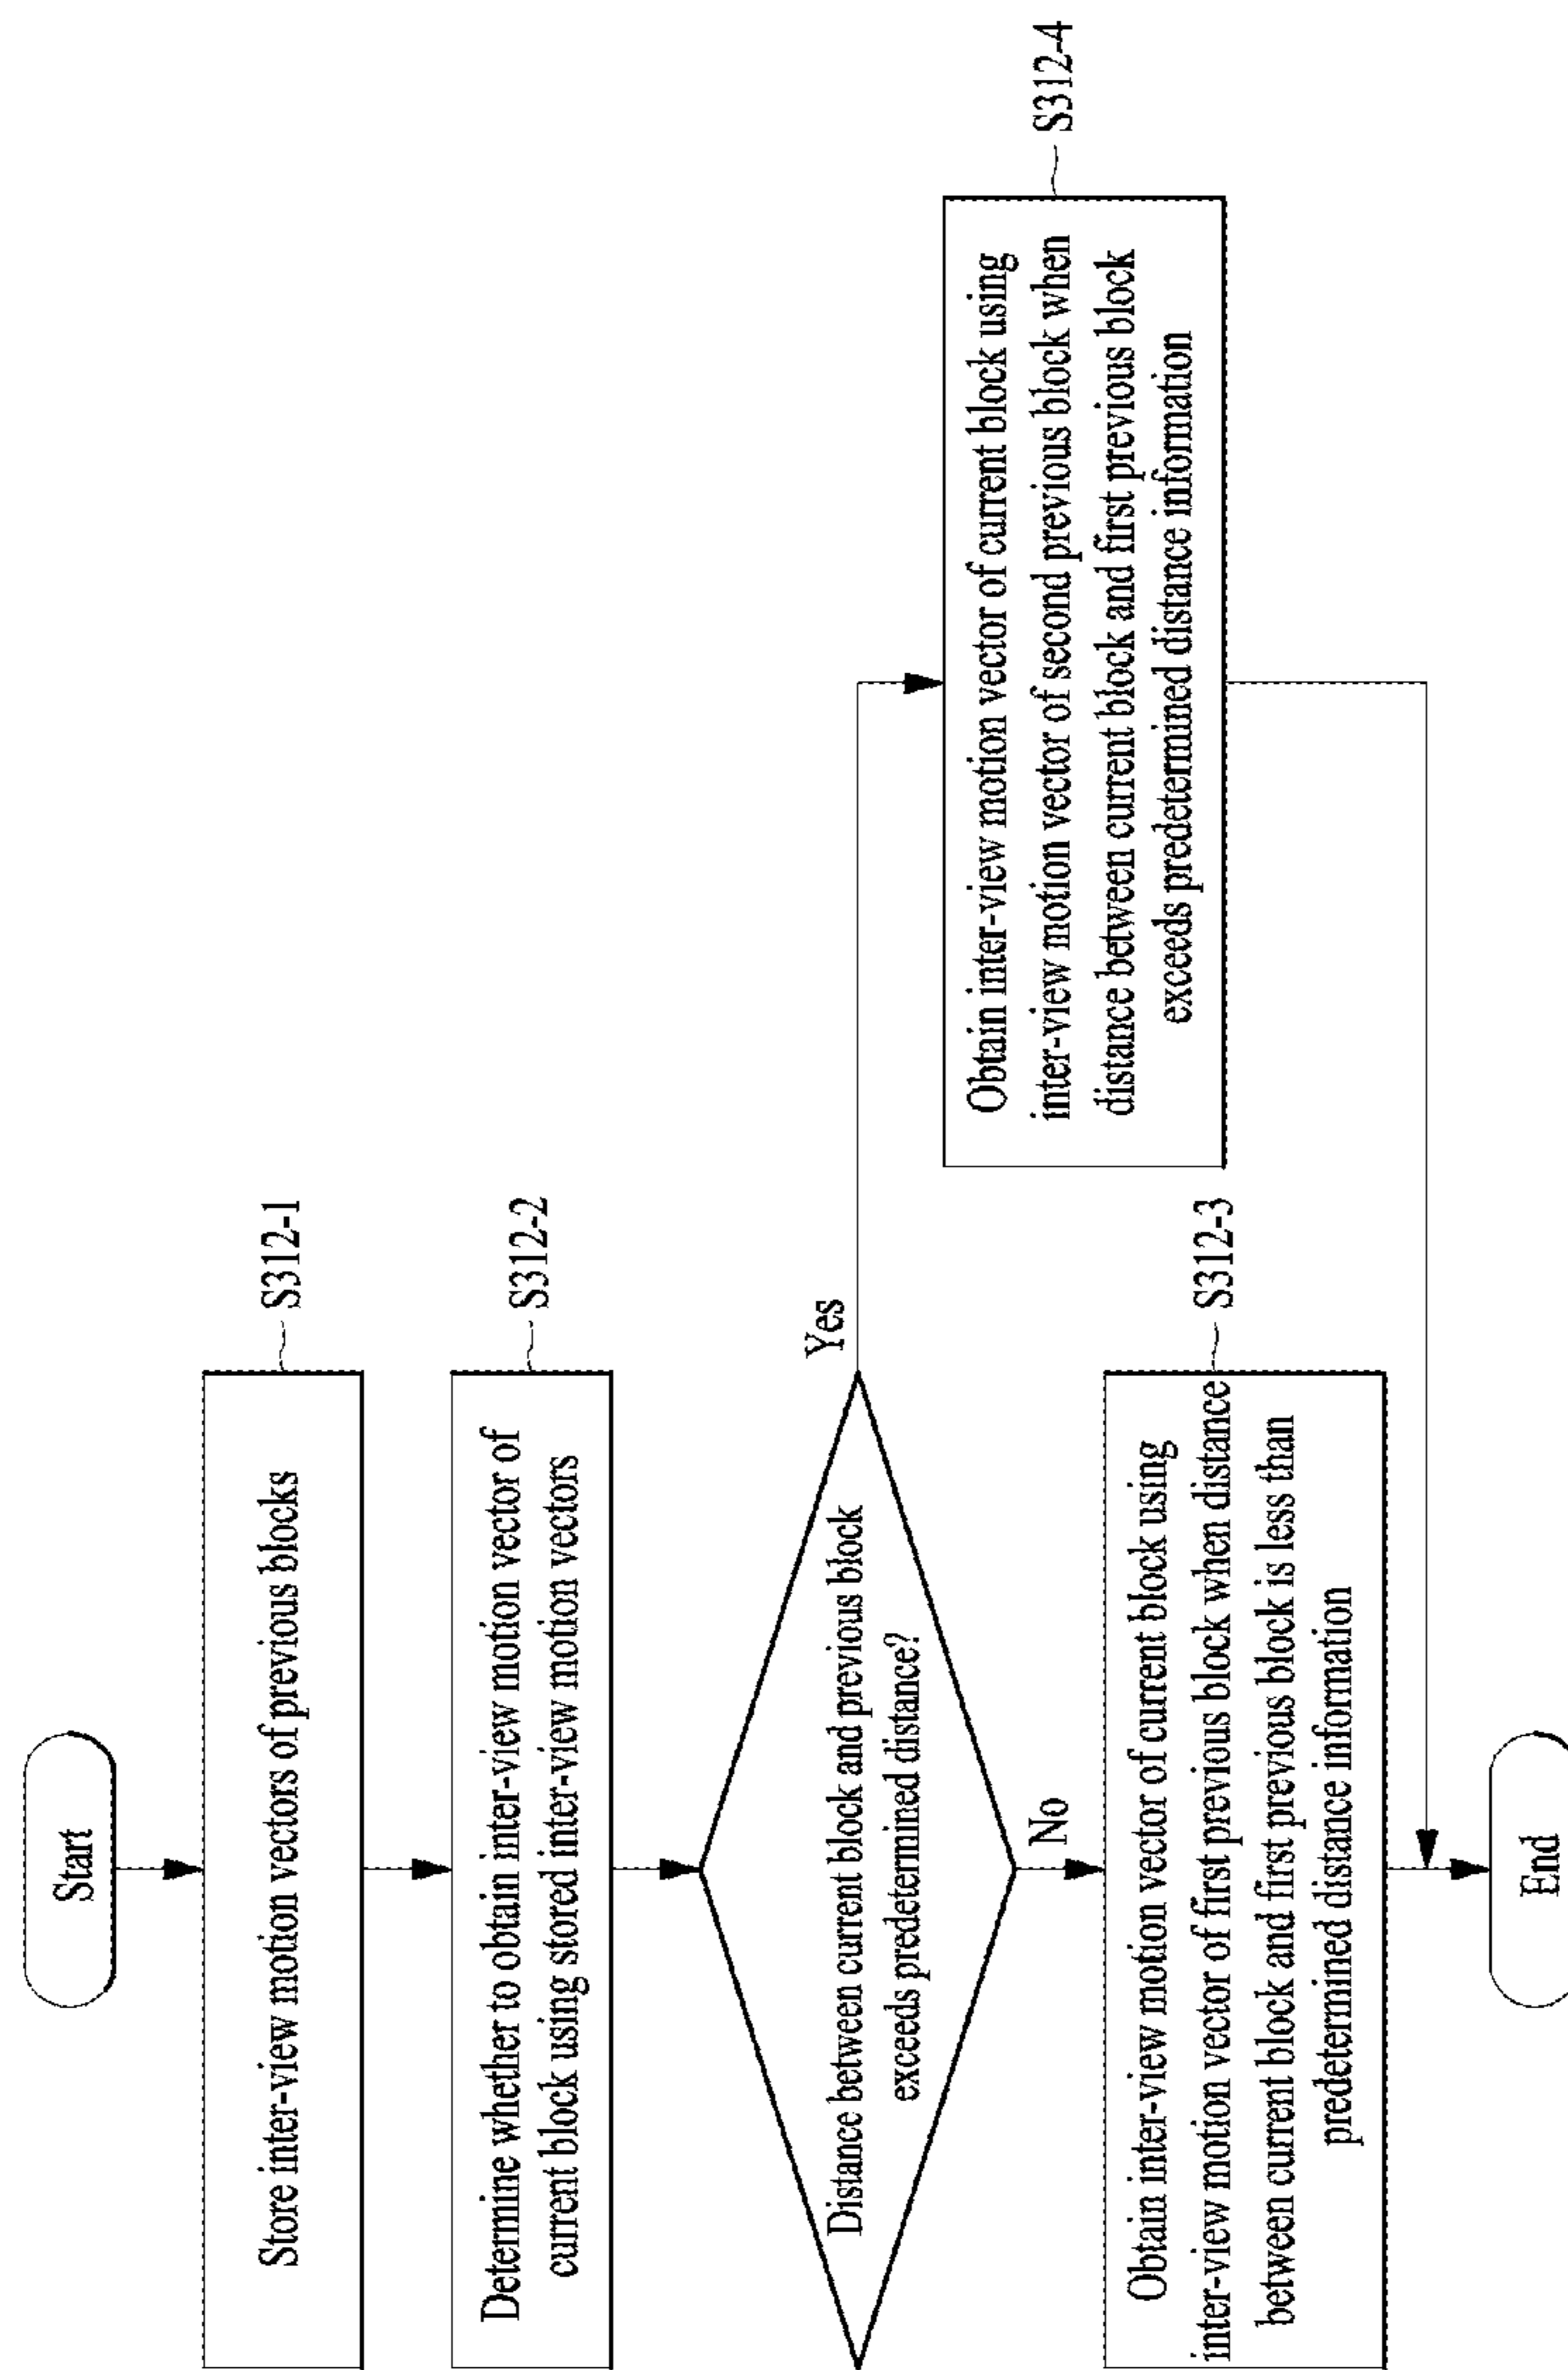 Start
Store inter-view motion vectors of previous blocks
S312-1
Determine whether to obtain inter-view motion vector of
current block using stored inter-view motion vectors
S312-2
Distance between current block and previous block
exceeds predetermined distance?
Yes
No
Obtain inter-view motion vector of current block using
inter-view motion vector of first previous block when distance
between current block and first previous block is less than
predetermined distance information
S312-3
Obtain inter-view motion vector of current block using
inter-view motion vector of second previous block when
distance between current block and first previous block
exceeds predetermined distance information
S312-4
End